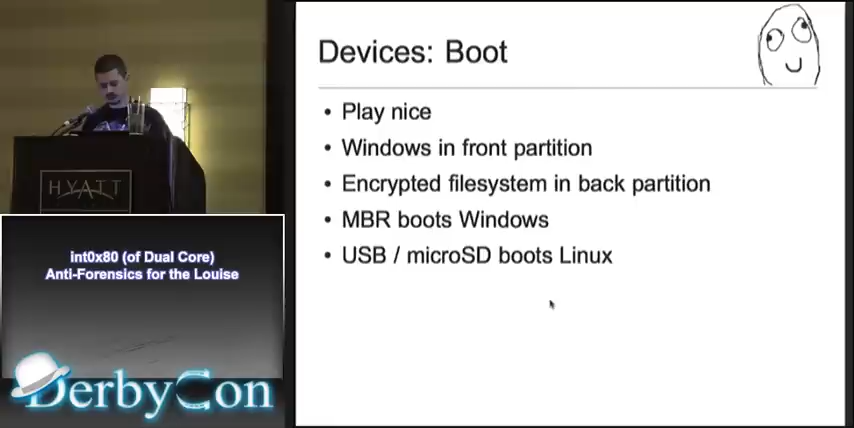 HYATT
int0x80 (of Dual Core)
Anti-Forensics for the Louise
DerbyCon
Devices: Boot
• Play nice
• Windows in front partition
• Encrypted filesystem in back partition
• MBR boots Windows
• USB / microSD boots Linux